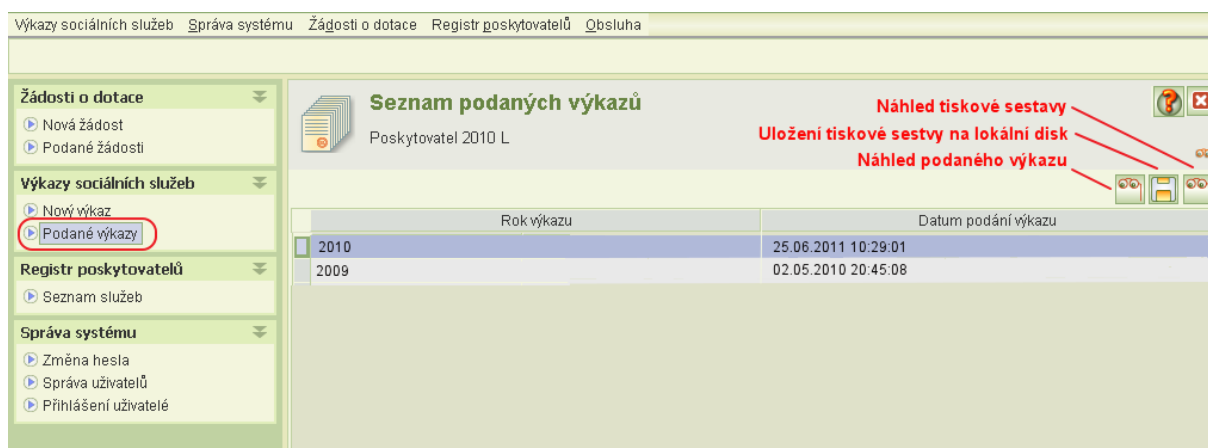 Výkazy sociálních služeb Správa systému Žádosti o dotace Registr poskytovatelů Obsluha
Žádosti o dotace
Nová žádost
Podané žádosti
Výkazy sociálních služeb
Nový výkaz
Podané výkazy
Registr poskytovatelů
Seznam služeb
Správa systému
Změna hesla
Správa uživatelů
Přihlášení uživatelé
Seznam podaných výkazů
Poskytovatel 2010 L
Náhled tiskové sestavy
Uložení tiskové sestvy na lokální disk
Náhled podaného výkazu
Rok výkazu Datum podání výkazu
2010 25.06.2011 10:29:01
2009 02.05.2010 20:45:08